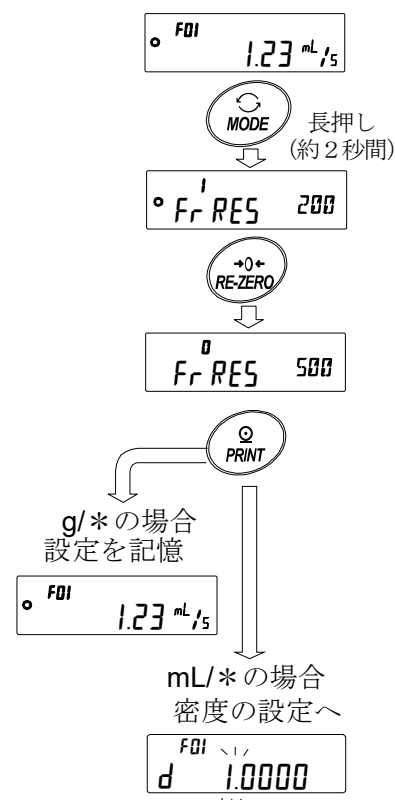 F01
1.23 mL/s
MODE
長押し
(約２秒間)
1
Fr RES 200
→0←
RE-ZERO
0
Fr RES 500
PRINT
g/＊の場合
設定を記憶
F01
1.23 mL/s
mL/＊の場合
密度の設定へ
F01
d 1.0000